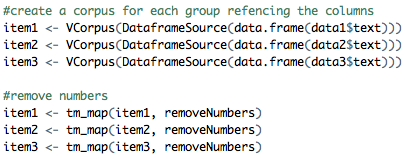 #create a corpus for each group refencing the columns
item1 <- VCorpus(DataframeSource(data.frame(data1$text)))
item2 <- VCorpus(DataframeSource(data.frame(data2$text)))
item3 <- VCorpus(DataframeSource(data.frame(data3$text)))
#remove numbers
item1 <- tm_map(item1, removeNumbers)
item2 <- tm_map(item2, removeNumbers)
item3 <- tm_map(item3, removeNumbers)